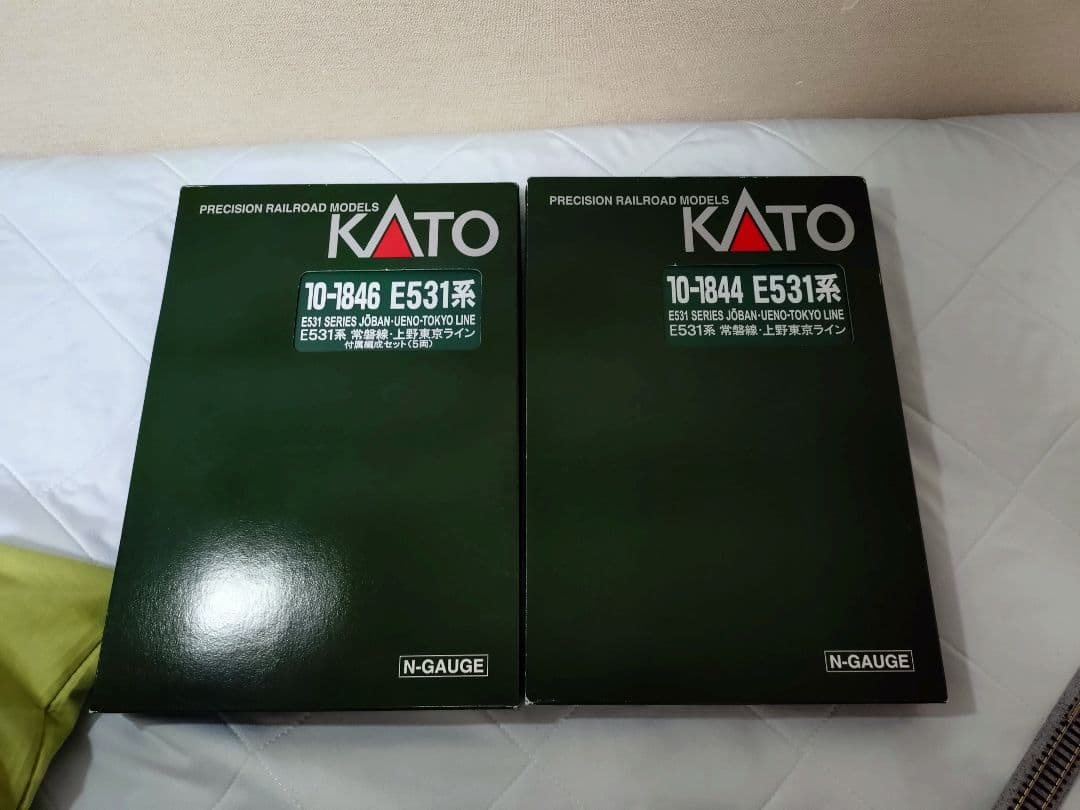 PRECISION RAILROAD MODELS
KATO
10-1846 E531系
E531 SERIES JŌBAN・UENO-TOKYO LINE
E531系 常磐線・上野東京ライン
付属編成セット(5両)
N-GAUGE
PRECISION RAILROAD MODELS
KATO
10-1844 E531系
E531 SERIES JŌBAN・UENO-TOKYO LINE
E531系 常磐線・上野東京ライン
N-GAUGE